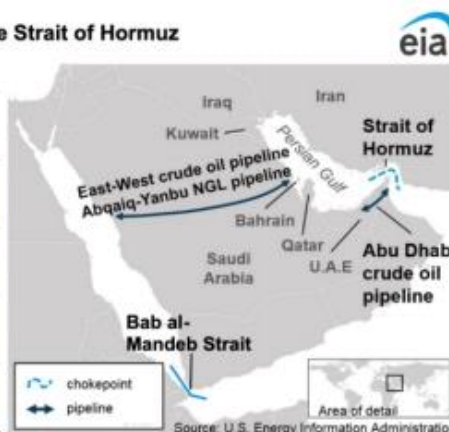 e Strait of Hormuz
eia
Iraq
Iran
Kuwait
Persian Gulf
Strait of
Hormuz
East-West crude oil pipeline
Abqaiq-Yanbu NGL pipeline
Bahrain
Qatar
U.A.E
Saudi
Arabia
Abu Dhab
crude oil
pipeline
Bab al-
Mandeb Strait
chokepoint
pipeline
Area of detail
Source: U.S. Energy Information Administratio